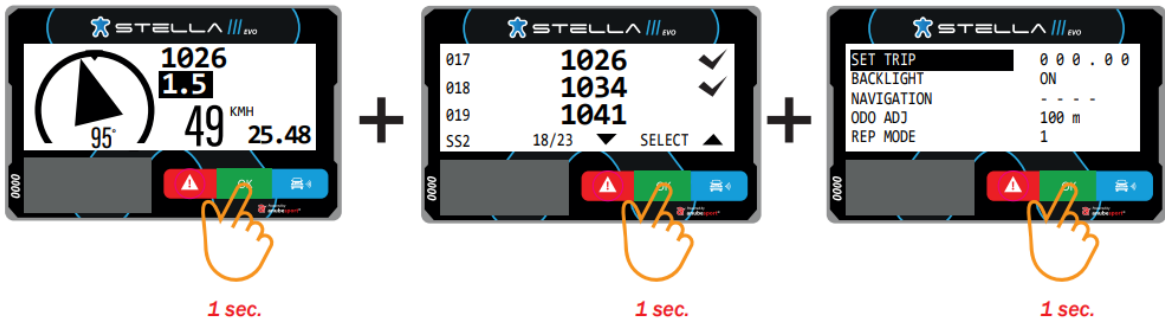 STELLA III EVO
1026
1.5
49 KMH 25.48
95°
0000
OK
1 sec.
+
STELLA III EVO
017 1026
018 1034
019 1041
SS2 18/23 SELECT
0000
OK
1 sec.
+
STELLA III EVO
SET TRIP 000.00
BACKLIGHT ON
NAVIGATION - - - -
ODO ADJ 100 m
REP MODE 1
0000
OK
1 sec.